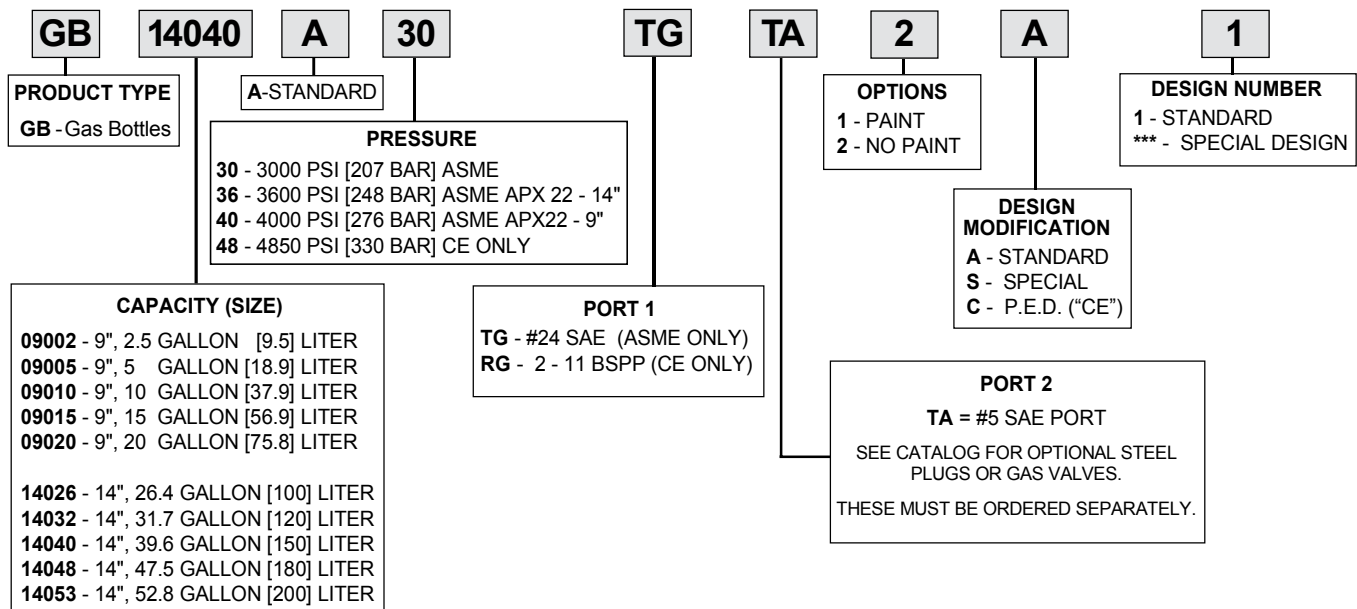 GB 14040 A 30 TG TA 2 A 1
PRODUCT TYPE
GB - Gas Bottles
A-STANDARD
PRESSURE
30 - 3000 PSI [207 BAR] ASME
36 - 3600 PSI [248 BAR] ASME APX 22 - 14"
40 - 4000 PSI [276 BAR] ASME APX22 - 9"
48 - 4850 PSI [330 BAR] CE ONLY
OPTIONS
1 - PAINT
2 - NO PAINT
DESIGN NUMBER
1 - STANDARD
*** - SPECIAL DESIGN
DESIGN
MODIFICATION
A - STANDARD
S - SPECIAL
C - P.E.D. (“CE”)
CAPACITY (SIZE)
09002 - 9", 2.5 GALLON [9.5] LITER
09005 - 9", 5 GALLON [18.9] LITER
09010 - 9", 10 GALLON [37.9] LITER
09015 - 9", 15 GALLON [56.9] LITER
09020 - 9", 20 GALLON [75.8] LITER
14026 - 14", 26.4 GALLON [100] LITER
14032 - 14", 31.7 GALLON [120] LITER
14040 - 14", 39.6 GALLON [150] LITER
14048 - 14", 47.5 GALLON [180] LITER
14053 - 14", 52.8 GALLON [200] LITER
PORT 1
TG - #24 SAE (ASME ONLY)
RG - 2 - 11 BSPP (CE ONLY)
PORT 2
TA = #5 SAE PORT
SEE CATALOG FOR OPTIONAL STEEL
PLUGS OR GAS VALVES.
THESE MUST BE ORDERED SEPARATELY.